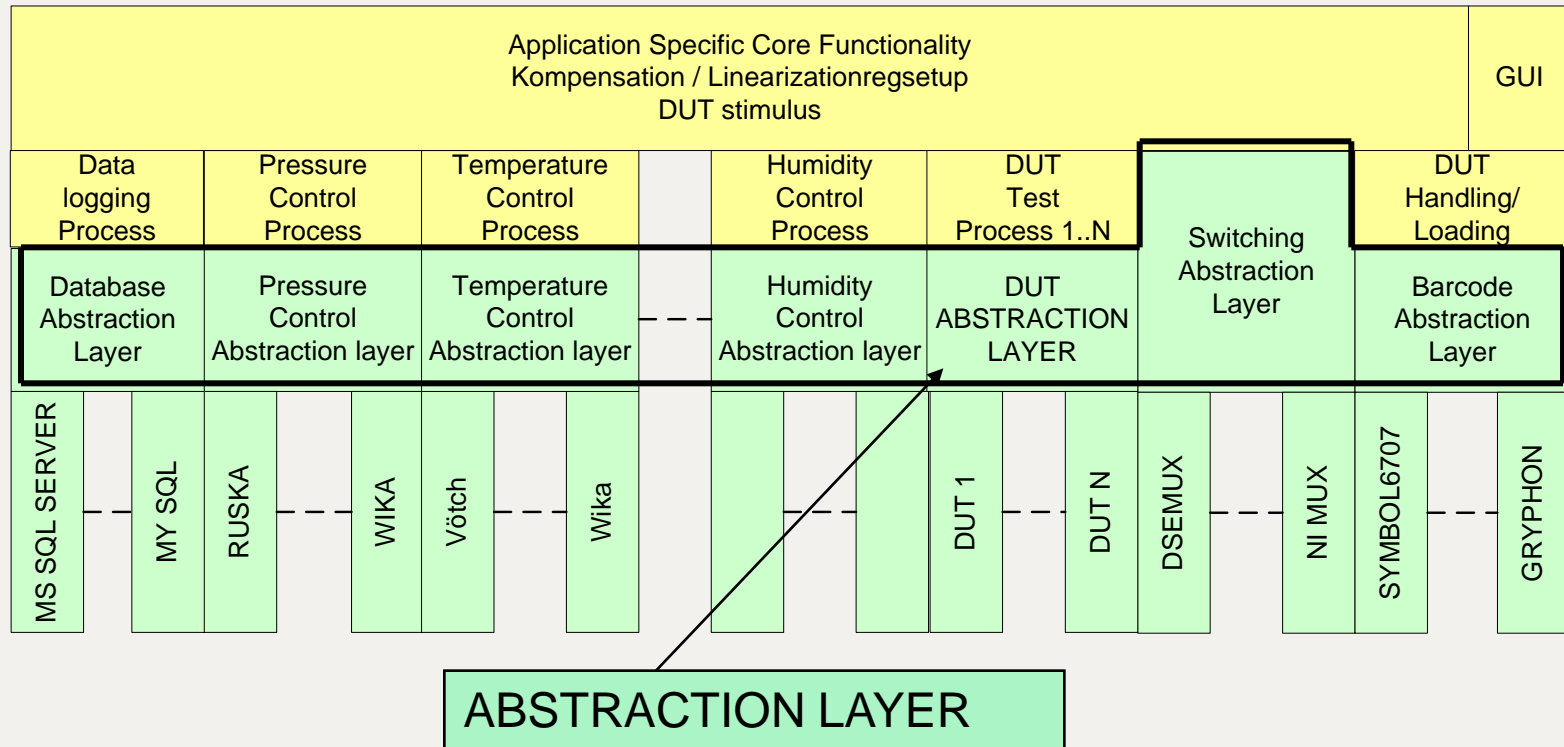 Application Specific Core Functionality
Kompensation / Linearizationregsetup
DUT stimulus
GUI
Data
logging
Process
Pressure
Control
Process
Temperature
Control
Process
Humidity
Control
Process
DUT
Test
Process 1..N
Switching
Abstraction
Layer
DUT
Handling/
Loading
Database
Abstraction
Layer
Pressure
Control
Abstraction layer
Temperature
Control
Abstraction layer
Humidity
Control
Abstraction layer
DUT
ABSTRACTION
LAYER
Barcode
Abstraction
Layer
MS SQL SERVER
MY SQL
RUSKA
WIKA
Vötch
Wika
DUT 1
DUT N
DSEMUX
NI MUX
SYMBOL6707
GRYPHON
ABSTRACTION LAYER